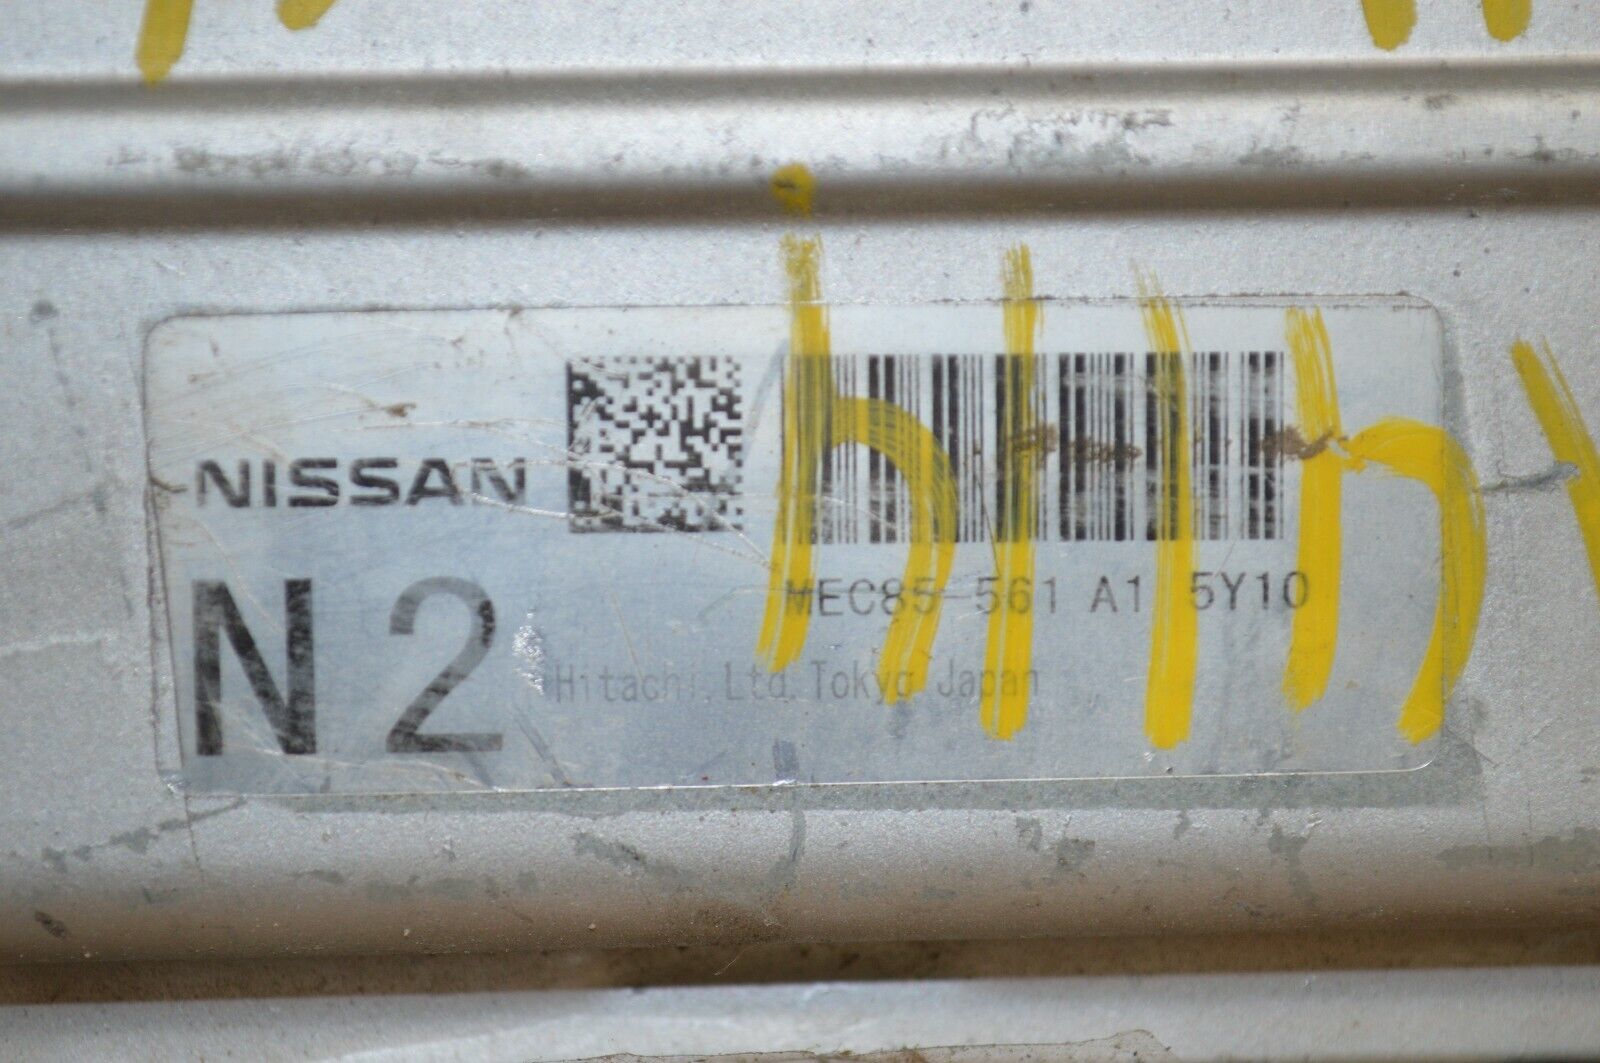 NISSAN
MEC85-561 A1 5Y10
N2
Hitachi.Ltd.Tokyo Japan